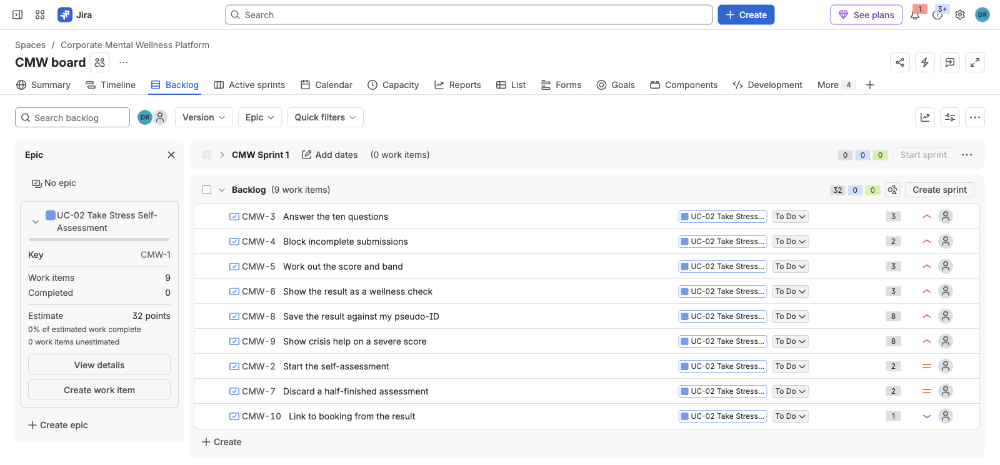 Jira
Search
Create
See plans
1
3+
DR
Spaces / Corporate Mental Wellness Platform
CMW board
Summary Timeline Backlog Active sprints Calendar Capacity Reports List Forms Goals Components Development More 4
Search backlog
DR
Version
Epic
Quick filters
Epic
No epic
UC-02 Take Stress Self-
Assessment
Key CMW-1
Work items 9
Completed 0
Estimate 32 points
0% of estimated work complete
0 work items unestimated
View details
Create work item
Create epic
CMW Sprint 1 Add dates (0 work items) 0 0 0 Start sprint
Backlog (9 work items) 32 0 0 Create sprint
CMW-3 Answer the ten questions UC-02 Take Stress... To Do 3
CMW-4 Block incomplete submissions UC-02 Take Stress... To Do 2
CMW-5 Work out the score and band UC-02 Take Stress... To Do 3
CMW-6 Show the result as a wellness check UC-02 Take Stress... To Do 3
CMW-8 Save the result against my pseudo-ID UC-02 Take Stress... To Do 8
CMW-9 Show crisis help on a severe score UC-02 Take Stress... To Do 8
CMW-2 Start the self-assessment UC-02 Take Stress... To Do 2
CMW-7 Discard a half-finished assessment UC-02 Take Stress... To Do 2
CMW-10 Link to booking from the result UC-02 Take Stress... To Do 1
Create